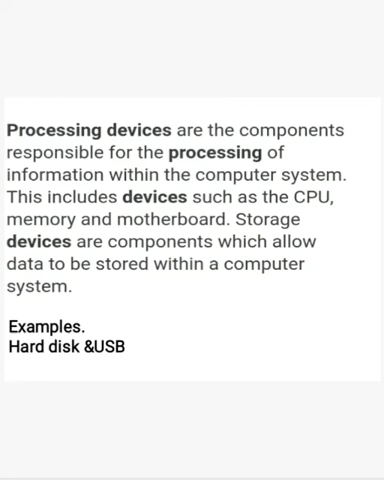 Processing devices are the components
responsible for the processing of
information within the computer system.
This includes devices such as the CPU,
memory and motherboard. Storage
devices are components which allow
data to be stored within a computer
system.
Examples.
Hard disk &USB